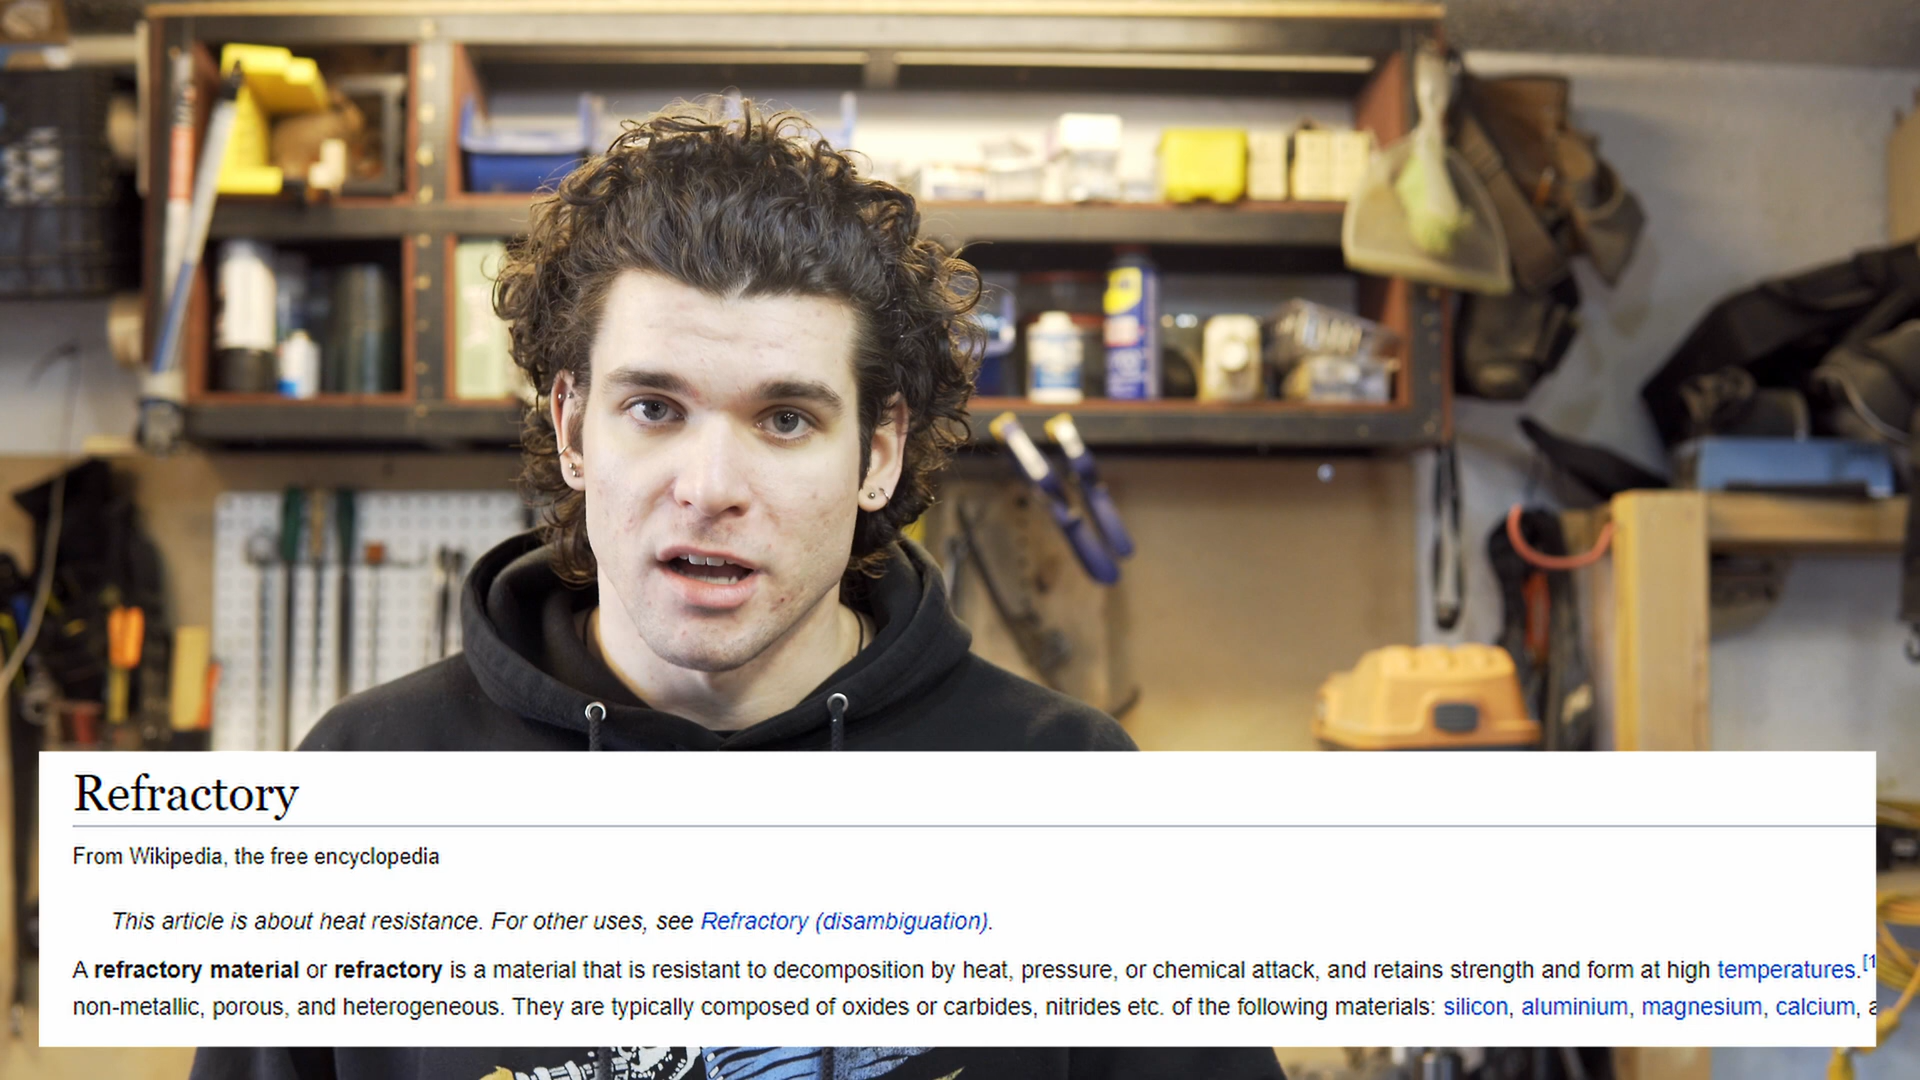 Refractory
From Wikipedia, the free encyclopedia
This article is about heat resistance. For other uses, see Refractory (disambiguation).
A refractory material or refractory is a material that is resistant to decomposition by heat, pressure, or chemical attack, and retains strength and form at high temperatures.[1
non-metallic, porous, and heterogeneous. They are typically composed of oxides or carbides, nitrides etc. of the following materials: silicon, aluminium, magnesium, calcium, a